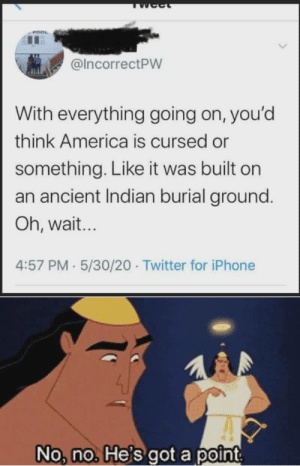 Tweet
@IncorrectPW
With everything going on, you'd
think America is cursed or
something. Like it was built on
an ancient Indian burial ground.
Oh, wait...
4:57 PM · 5/30/20 · Twitter for iPhone
No, no. He's got a point.